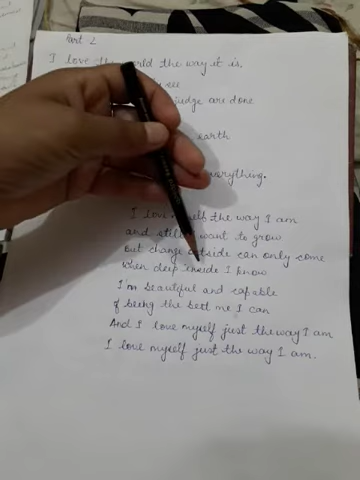 Part 2
I love the world the way it is
see
judge are done
earth
everything.
I love the way I am
and still want to grow
but change outside can only come
when deep inside I know
I'm beautiful and capable
of being the best me I can
And I love myself just the way I am
I love myself just the way I am.